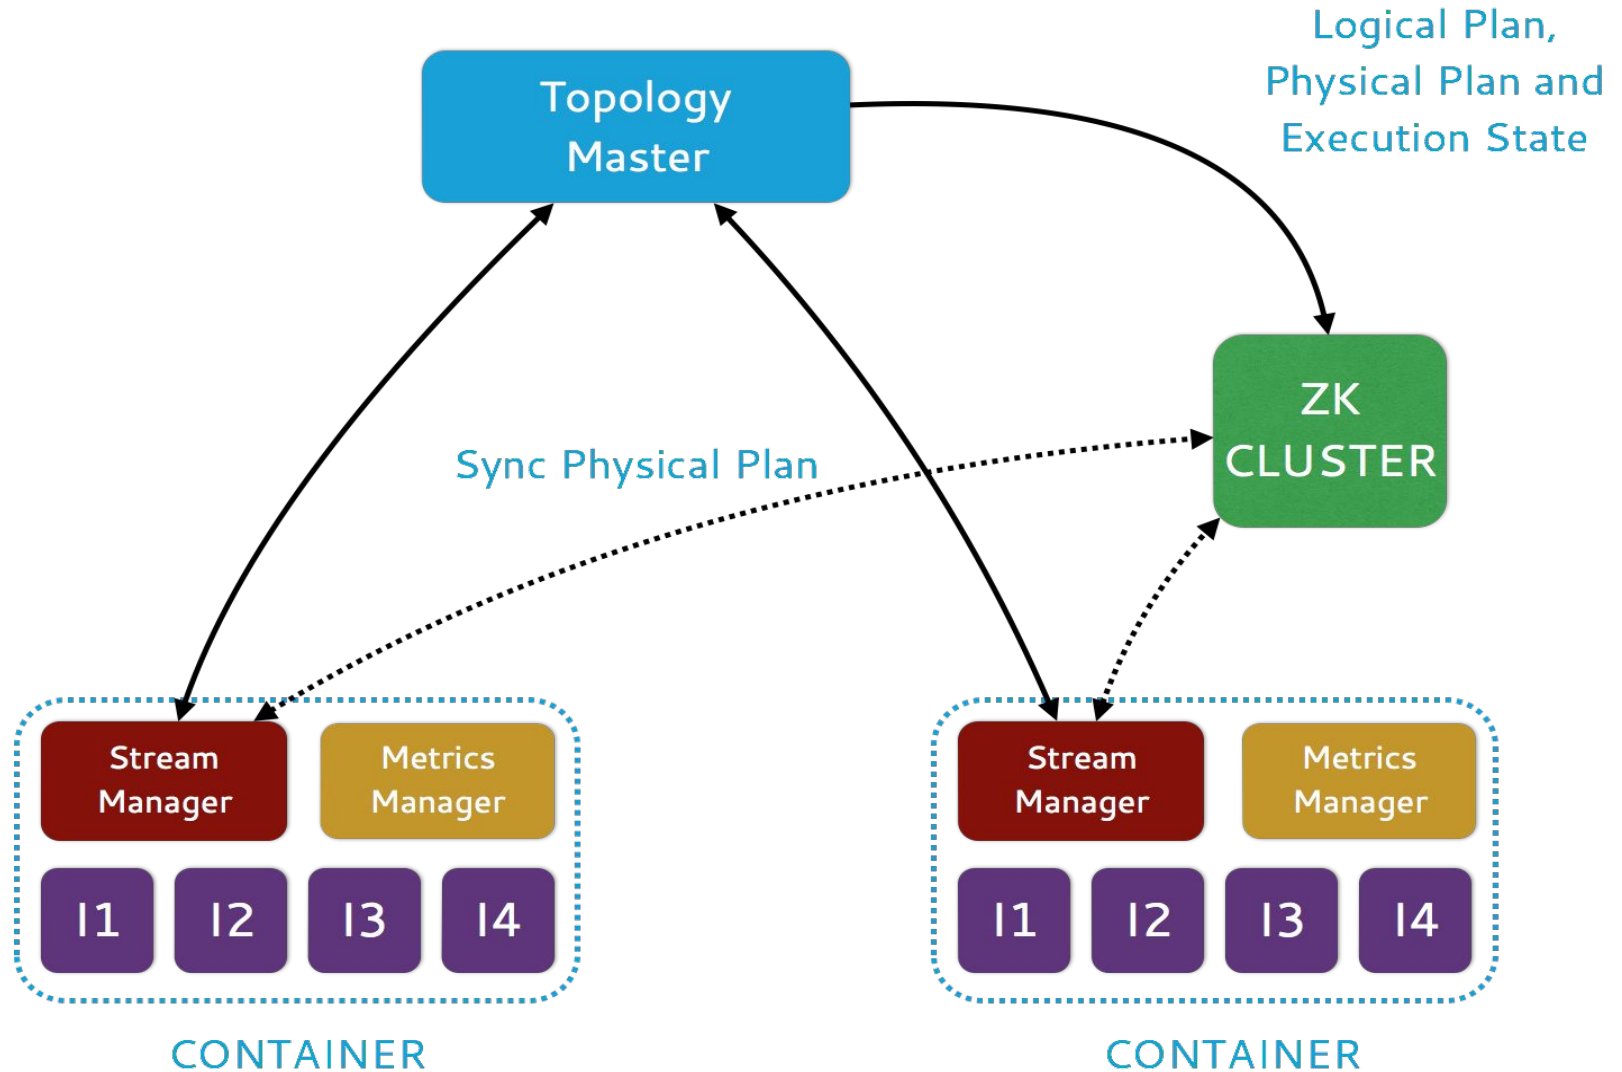 Logical Plan,
Physical Plan and
Execution State
Topology
Master
ZK
CLUSTER
Sync Physical Plan
Stream
Manager
Metrics
Manager
I1
I2
I3
I4
CONTAINER
Stream
Manager
Metrics
Manager
I1
I2
I3
I4
CONTAINER